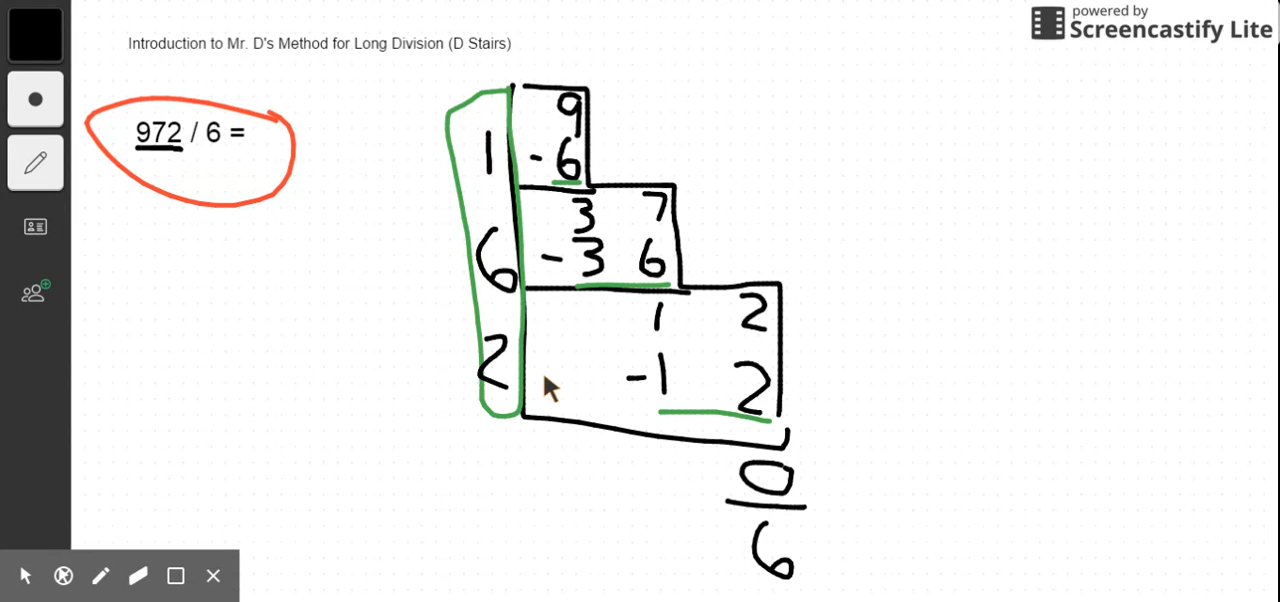 powered by
Screencastify Lite
Introduction to Mr. D's Method for Long Division (D Stairs)
972 / 6 =
9
1 - 6
3 7
6 - 3 6
1 2
2 - 1 2
0
6